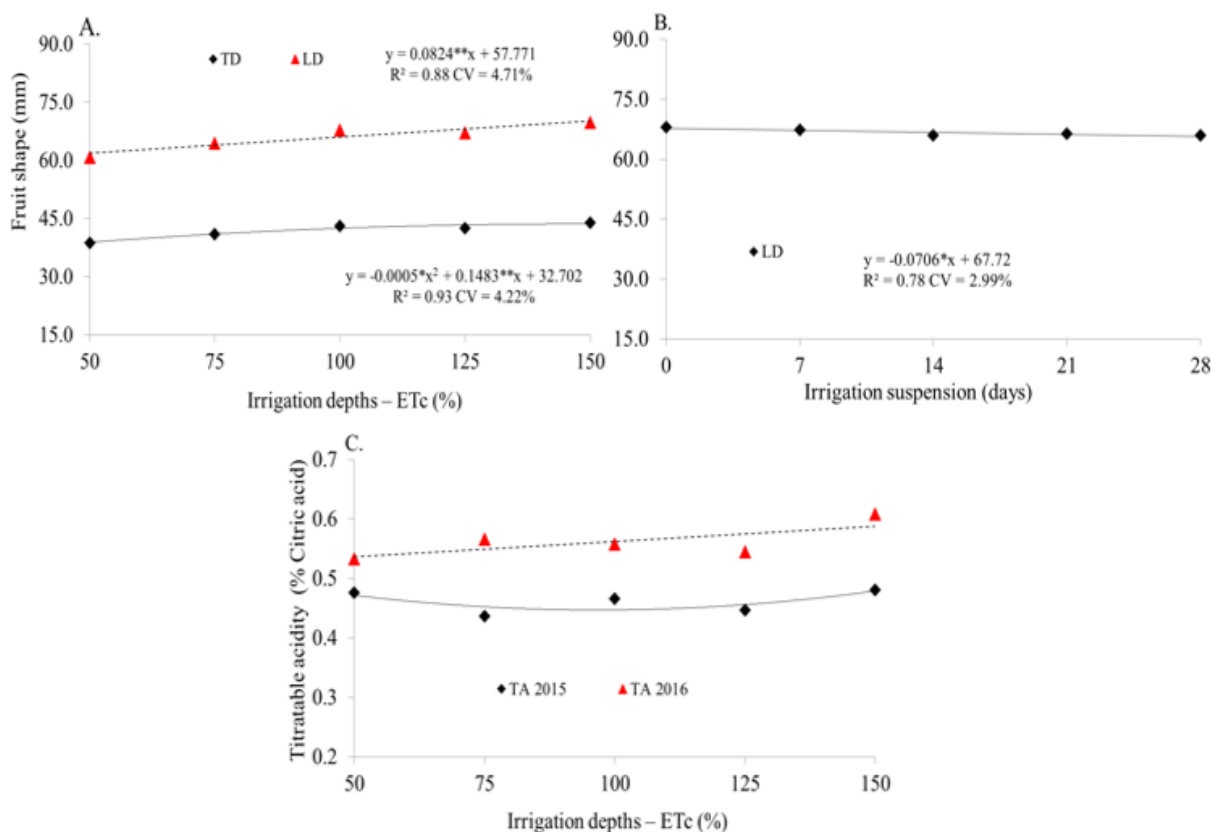 A.
90.0
75.0
60.0
45.0
30.0
15.0
Fruit shape (mm)
TD LD
y = 0.0824**x + 57.771
R² = 0.88 CV = 4.71%
y = -0.0005*x² + 0.1483**x + 32.702
R² = 0.93 CV = 4.22%
50 75 100 125 150
Irrigation depths – ETc (%)
B.
90.0
75.0
60.0
45.0
30.0
15.0
LD
y = -0.0706*x + 67.72
R² = 0.78 CV = 2.99%
0 7 14 21 28
Irrigation suspension (days)
C.
0.7
0.6
0.5
0.4
0.3
0.2
Titratable acidity (% Citric acid)
TA 2015 TA 2016
50 75 100 125 150
Irrigation depths – ETc (%)